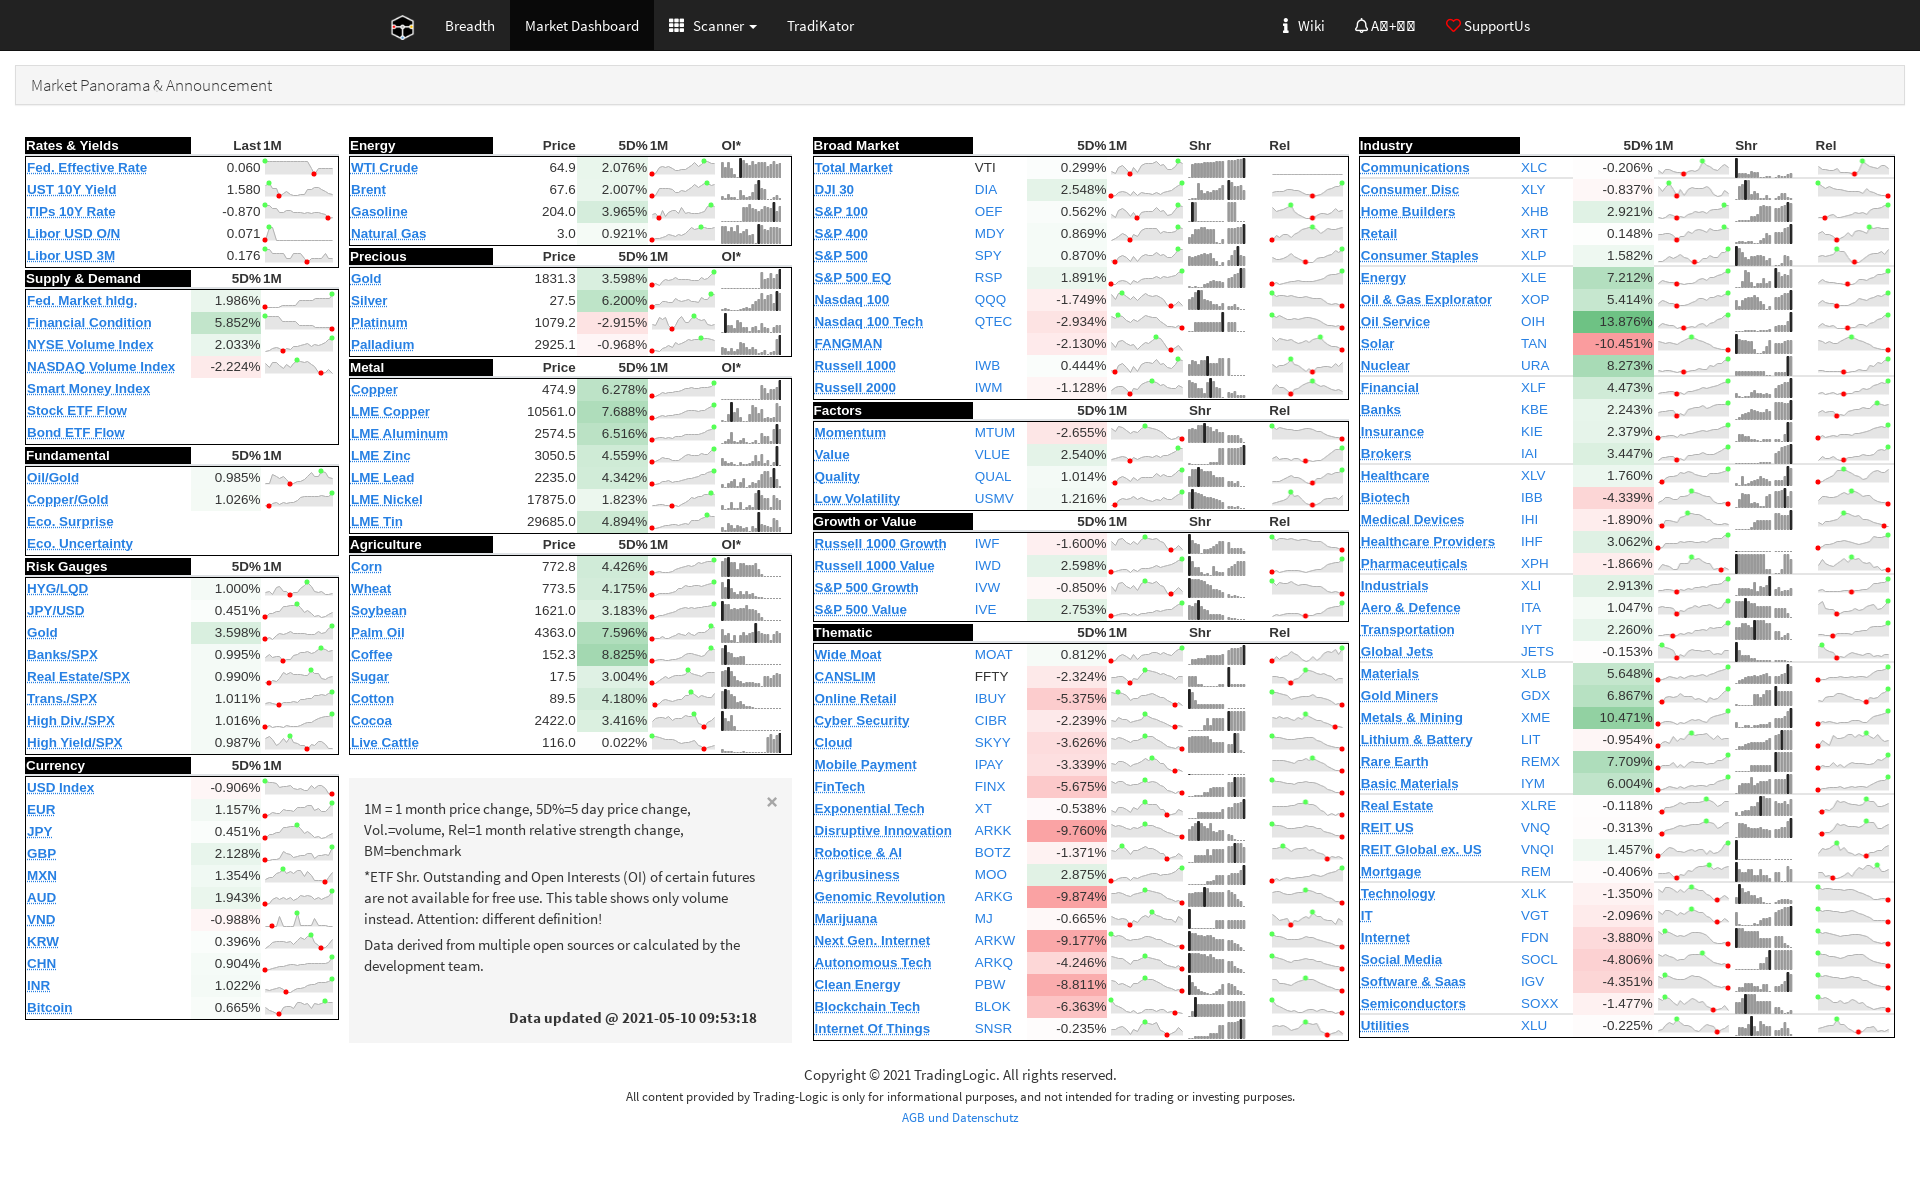 Breadth Market Dashboard Scanner TradiKator Wiki SupportUs
Market Panorama & Announcement
Rates & Yields Last 1M
Fed. Effective Rate 0.060
UST 10Y Yield 1.580
TIPs 10Y Rate -0.870
Libor USD O/N 0.071
Libor USD 3M 0.176
Supply & Demand 5D% 1M
Fed. Market hldg. 1.986%
Financial Condition 5.852%
NYSE Volume Index 2.033%
NASDAQ Volume Index -2.224%
Smart Money Index
Stock ETF Flow
Bond ETF Flow
Fundamental 5D% 1M
Oil/Gold 0.985%
Copper/Gold 1.026%
Eco. Surprise
Eco. Uncertainty
Risk Gauges 5D% 1M
HYG/LQD 1.000%
JPY/USD 0.451%
Gold 3.598%
Banks/SPX 0.995%
Real Estate/SPX 0.990%
Trans./SPX 1.011%
High Div./SPX 1.016%
High Yield/SPX 0.987%
Currency 5D% 1M
USD Index -0.906%
EUR 1.157%
JPY 0.451%
GBP 2.128%
MXN 1.354%
AUD 1.943%
VND -0.988%
KRW 0.396%
CHN 0.904%
INR 1.022%
Bitcoin 0.665%
Energy Price 5D% 1M OI*
WTI Crude 64.9 2.076%
Brent 67.6 2.007%
Gasoline 204.0 3.965%
Natural Gas 3.0 0.921%
Precious Price 5D% 1M OI*
Gold 1831.3 3.598%
Silver 27.5 6.200%
Platinum 1079.2 -2.915%
Palladium 2925.1 -0.968%
Metal Price 5D% 1M OI*
Copper 474.9 6.278%
LME Copper 10561.0 7.688%
LME Aluminum 2574.5 6.516%
LME Zinc 3050.5 4.559%
LME Lead 2235.0 4.342%
LME Nickel 17875.0 1.823%
LME Tin 29685.0 4.894%
Agriculture Price 5D% 1M OI*
Corn 772.8 4.426%
Wheat 773.5 4.175%
Soybean 1621.0 3.183%
Palm Oil 4363.0 7.596%
Coffee 152.3 8.825%
Sugar 17.5 3.004%
Cotton 89.5 4.180%
Cocoa 2422.0 3.416%
Live Cattle 116.0 0.022%
×
1M = 1 month price change, 5D%=5 day price change,
Vol.=volume, Rel=1 month relative strength change,
BM=benchmark
*ETF Shr. Outstanding and Open Interests (OI) of certain futures
are not available for free use. This table shows only volume
instead. Attention: different definition!
Data derived from multiple open sources or calculated by the
development team.
Data updated @ 2021-05-10 09:53:18
Broad Market 5D% 1M Shr Rel
Total Market VTI 0.299%
DJI 30 DIA 2.548%
S&P 100 OEF 0.562%
S&P 400 MDY 0.869%
S&P 500 SPY 0.870%
S&P 500 EQ RSP 1.891%
Nasdaq 100 QQQ -1.749%
Nasdaq 100 Tech QTEC -2.934%
FANGMAN -2.130%
Russell 1000 IWB 0.444%
Russell 2000 IWM -1.128%
Factors 5D% 1M Shr Rel
Momentum MTUM -2.655%
Value VLUE 2.540%
Quality QUAL 1.014%
Low Volatility USMV 1.216%
Growth or Value 5D% 1M Shr Rel
Russell 1000 Growth IWF -1.600%
Russell 1000 Value IWD 2.598%
S&P 500 Growth IVW -0.850%
S&P 500 Value IVE 2.753%
Thematic 5D% 1M Shr Rel
Wide Moat MOAT 0.812%
CANSLIM FFTY -2.324%
Online Retail IBUY -5.375%
Cyber Security CIBR -2.239%
Cloud SKYY -3.626%
Mobile Payment IPAY -3.339%
FinTech FINX -5.675%
Exponential Tech XT -0.538%
Disruptive Innovation ARKK -9.760%
Robotice & AI BOTZ -1.371%
Agribusiness MOO 2.875%
Genomic Revolution ARKG -9.874%
Marijuana MJ -0.665%
Next Gen. Internet ARKW -9.177%
Autonomous Tech ARKQ -4.246%
Clean Energy PBW -8.811%
Blockchain Tech BLOK -6.363%
Internet Of Things SNSR -0.235%
Industry 5D% 1M Shr Rel
Communications XLC -0.206%
Consumer Disc XLY -0.837%
Home Builders XHB 2.921%
Retail XRT 0.148%
Consumer Staples XLP 1.582%
Energy XLE 7.212%
Oil & Gas Explorator XOP 5.414%
Oil Service OIH 13.876%
Solar TAN -10.451%
Nuclear URA 8.273%
Financial XLF 4.473%
Banks KBE 2.243%
Insurance KIE 2.379%
Brokers IAI 3.447%
Healthcare XLV 1.760%
Biotech IBB -4.339%
Medical Devices IHI -1.890%
Healthcare Providers IHF 3.062%
Pharmaceuticals XPH -1.866%
Industrials XLI 2.913%
Aero & Defence ITA 1.047%
Transportation IYT 2.260%
Global Jets JETS -0.153%
Materials XLB 5.648%
Gold Miners GDX 6.867%
Metals & Mining XME 10.471%
Lithium & Battery LIT -0.954%
Rare Earth REMX 7.709%
Basic Materials IYM 6.004%
Real Estate XLRE -0.118%
REIT US VNQ -0.313%
REIT Global ex. US VNQI 1.457%
Mortgage REM -0.406%
Technology XLK -1.350%
IT VGT -2.096%
Internet FDN -3.880%
Social Media SOCL -4.806%
Software & Saas IGV -4.351%
Semiconductors SOXX -1.477%
Utilities XLU -0.225%
Copyright © 2021 TradingLogic. All rights reserved.
All content provided by Trading-Logic is only for informational purposes, and not intended for trading or investing purposes.
AGB und Datenschutz